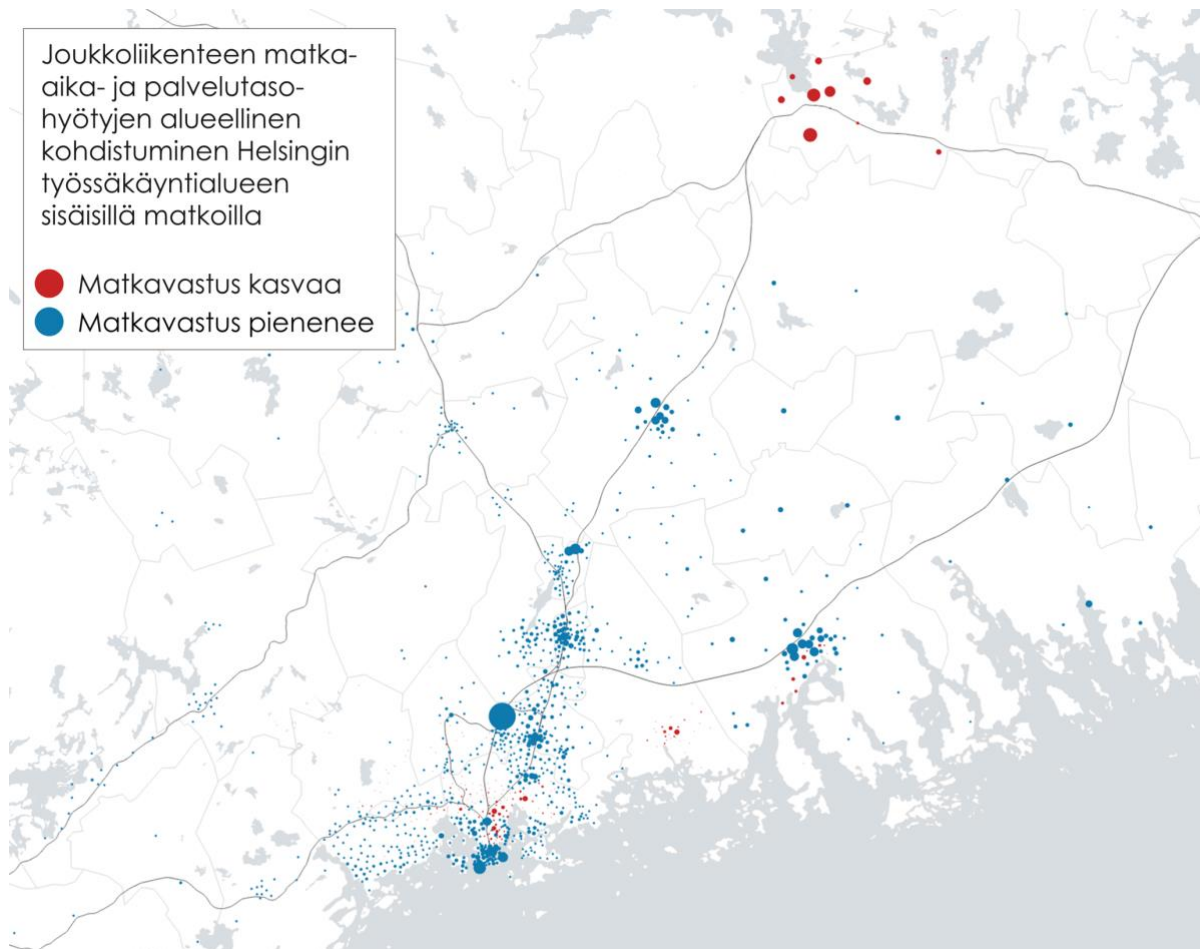 Joukkoliikenteen matka-
aika- ja palvelutaso-
hyötyjen alueellinen
kohdistuminen Helsingin
työssäkäyntialueen
sisäisillä matkoilla
Matkavastus kasvaa
Matkavastus pienenee